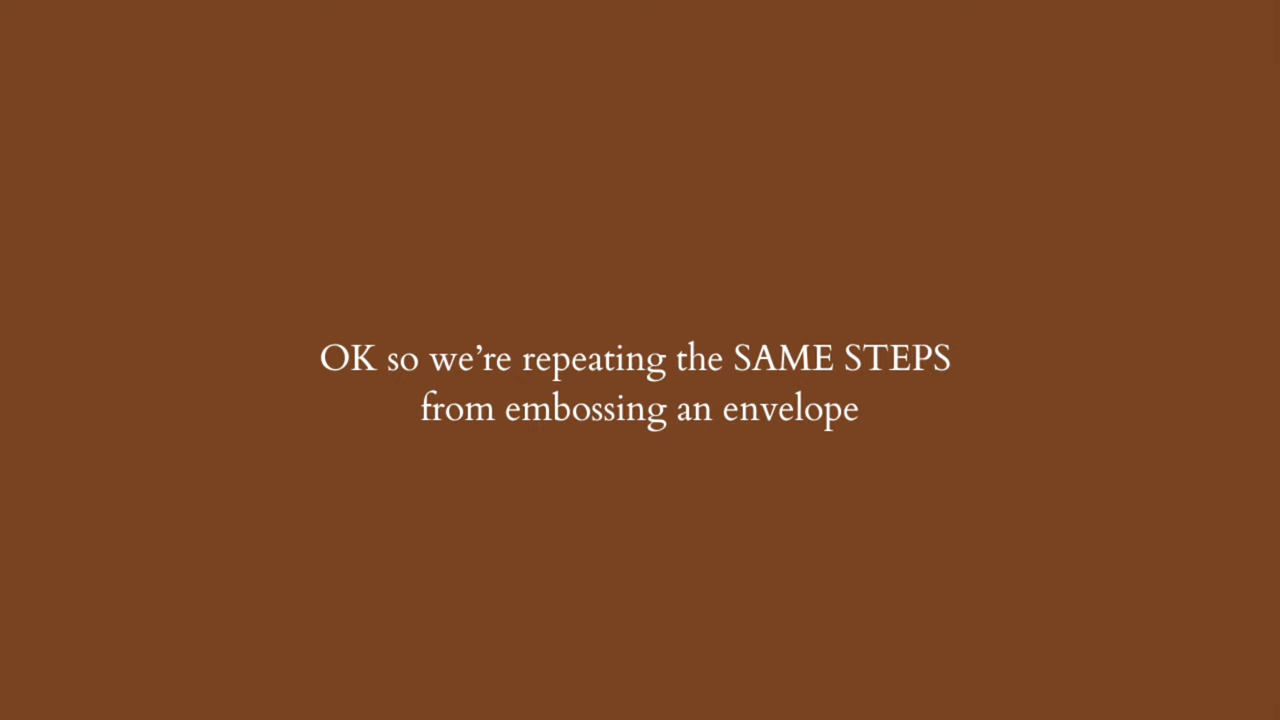 OK so we’re repeating the SAME STEPS
from embossing an envelope